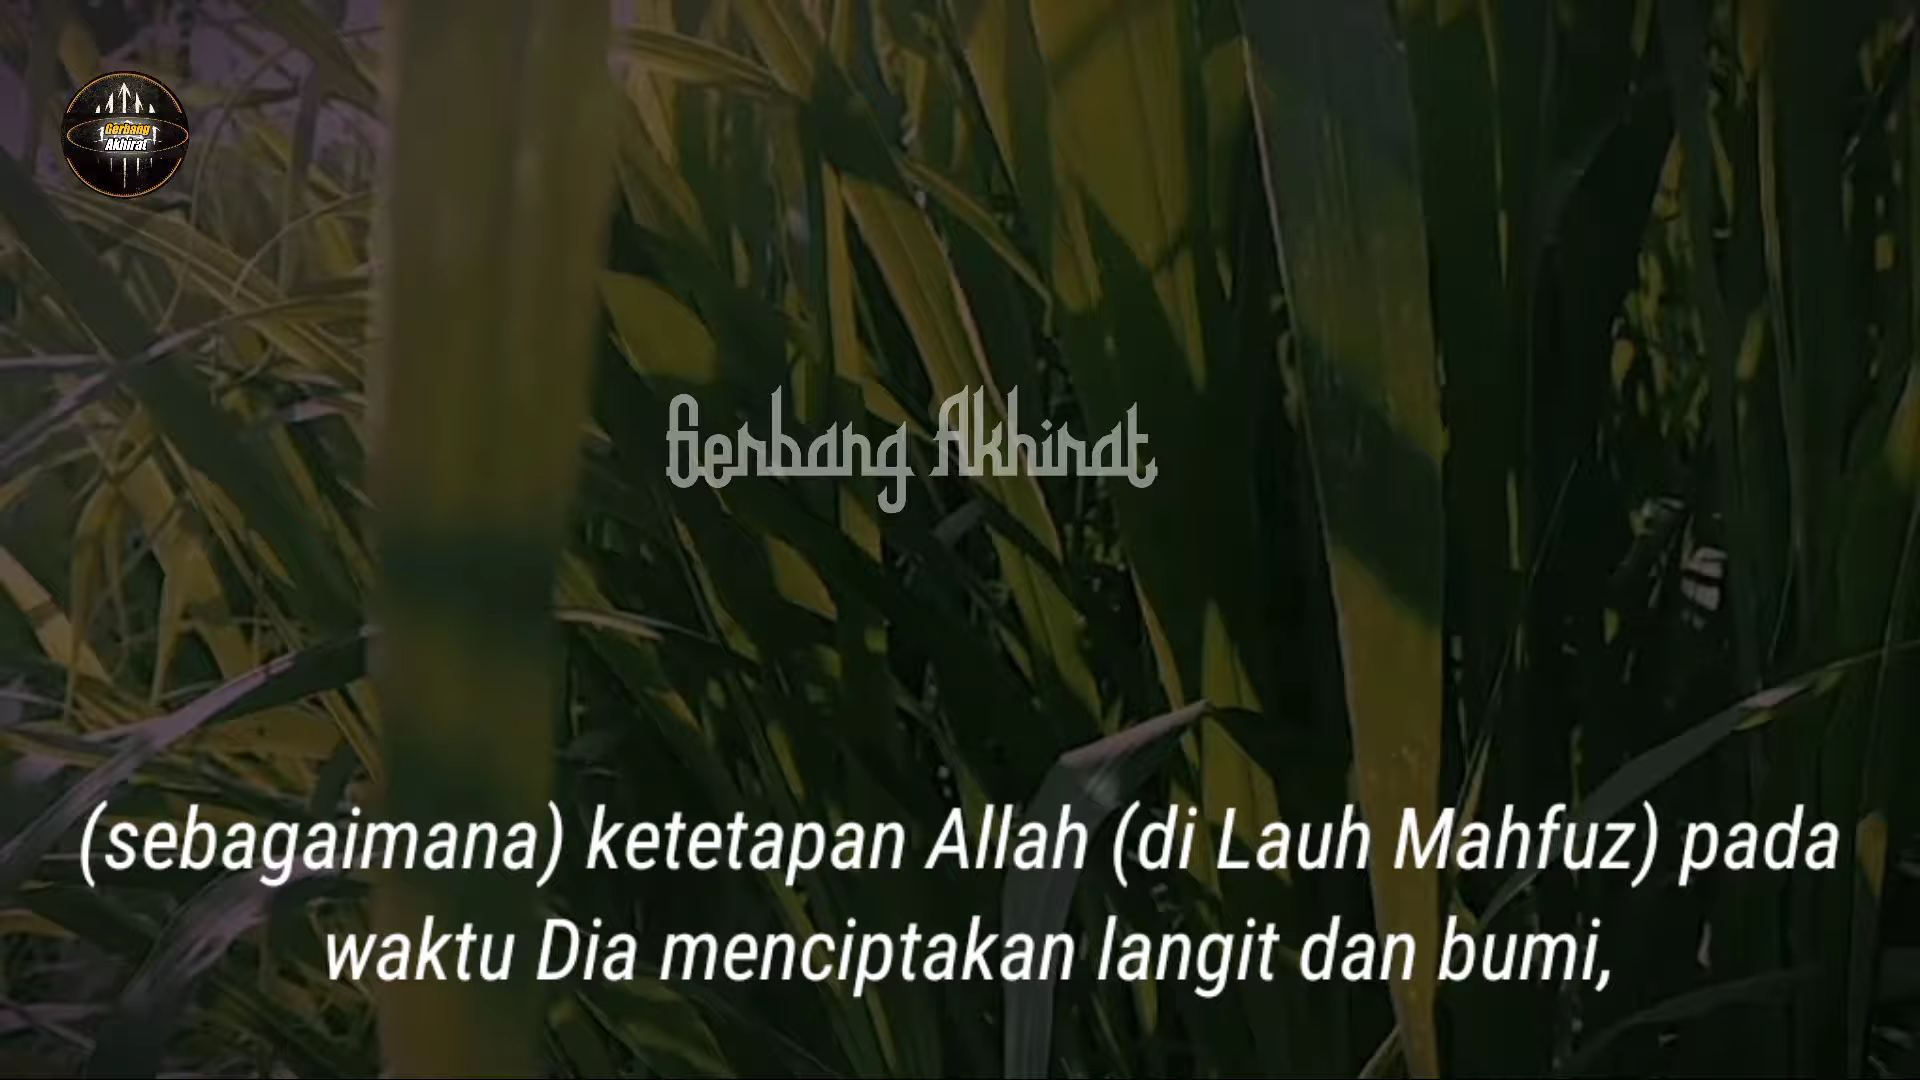 Gerbang
Akhirat
Gerbang Akhirat
(sebagaimana) ketetapan Allah (di Lauh Mahfuz) pada
waktu Dia menciptakan langit dan bumi,